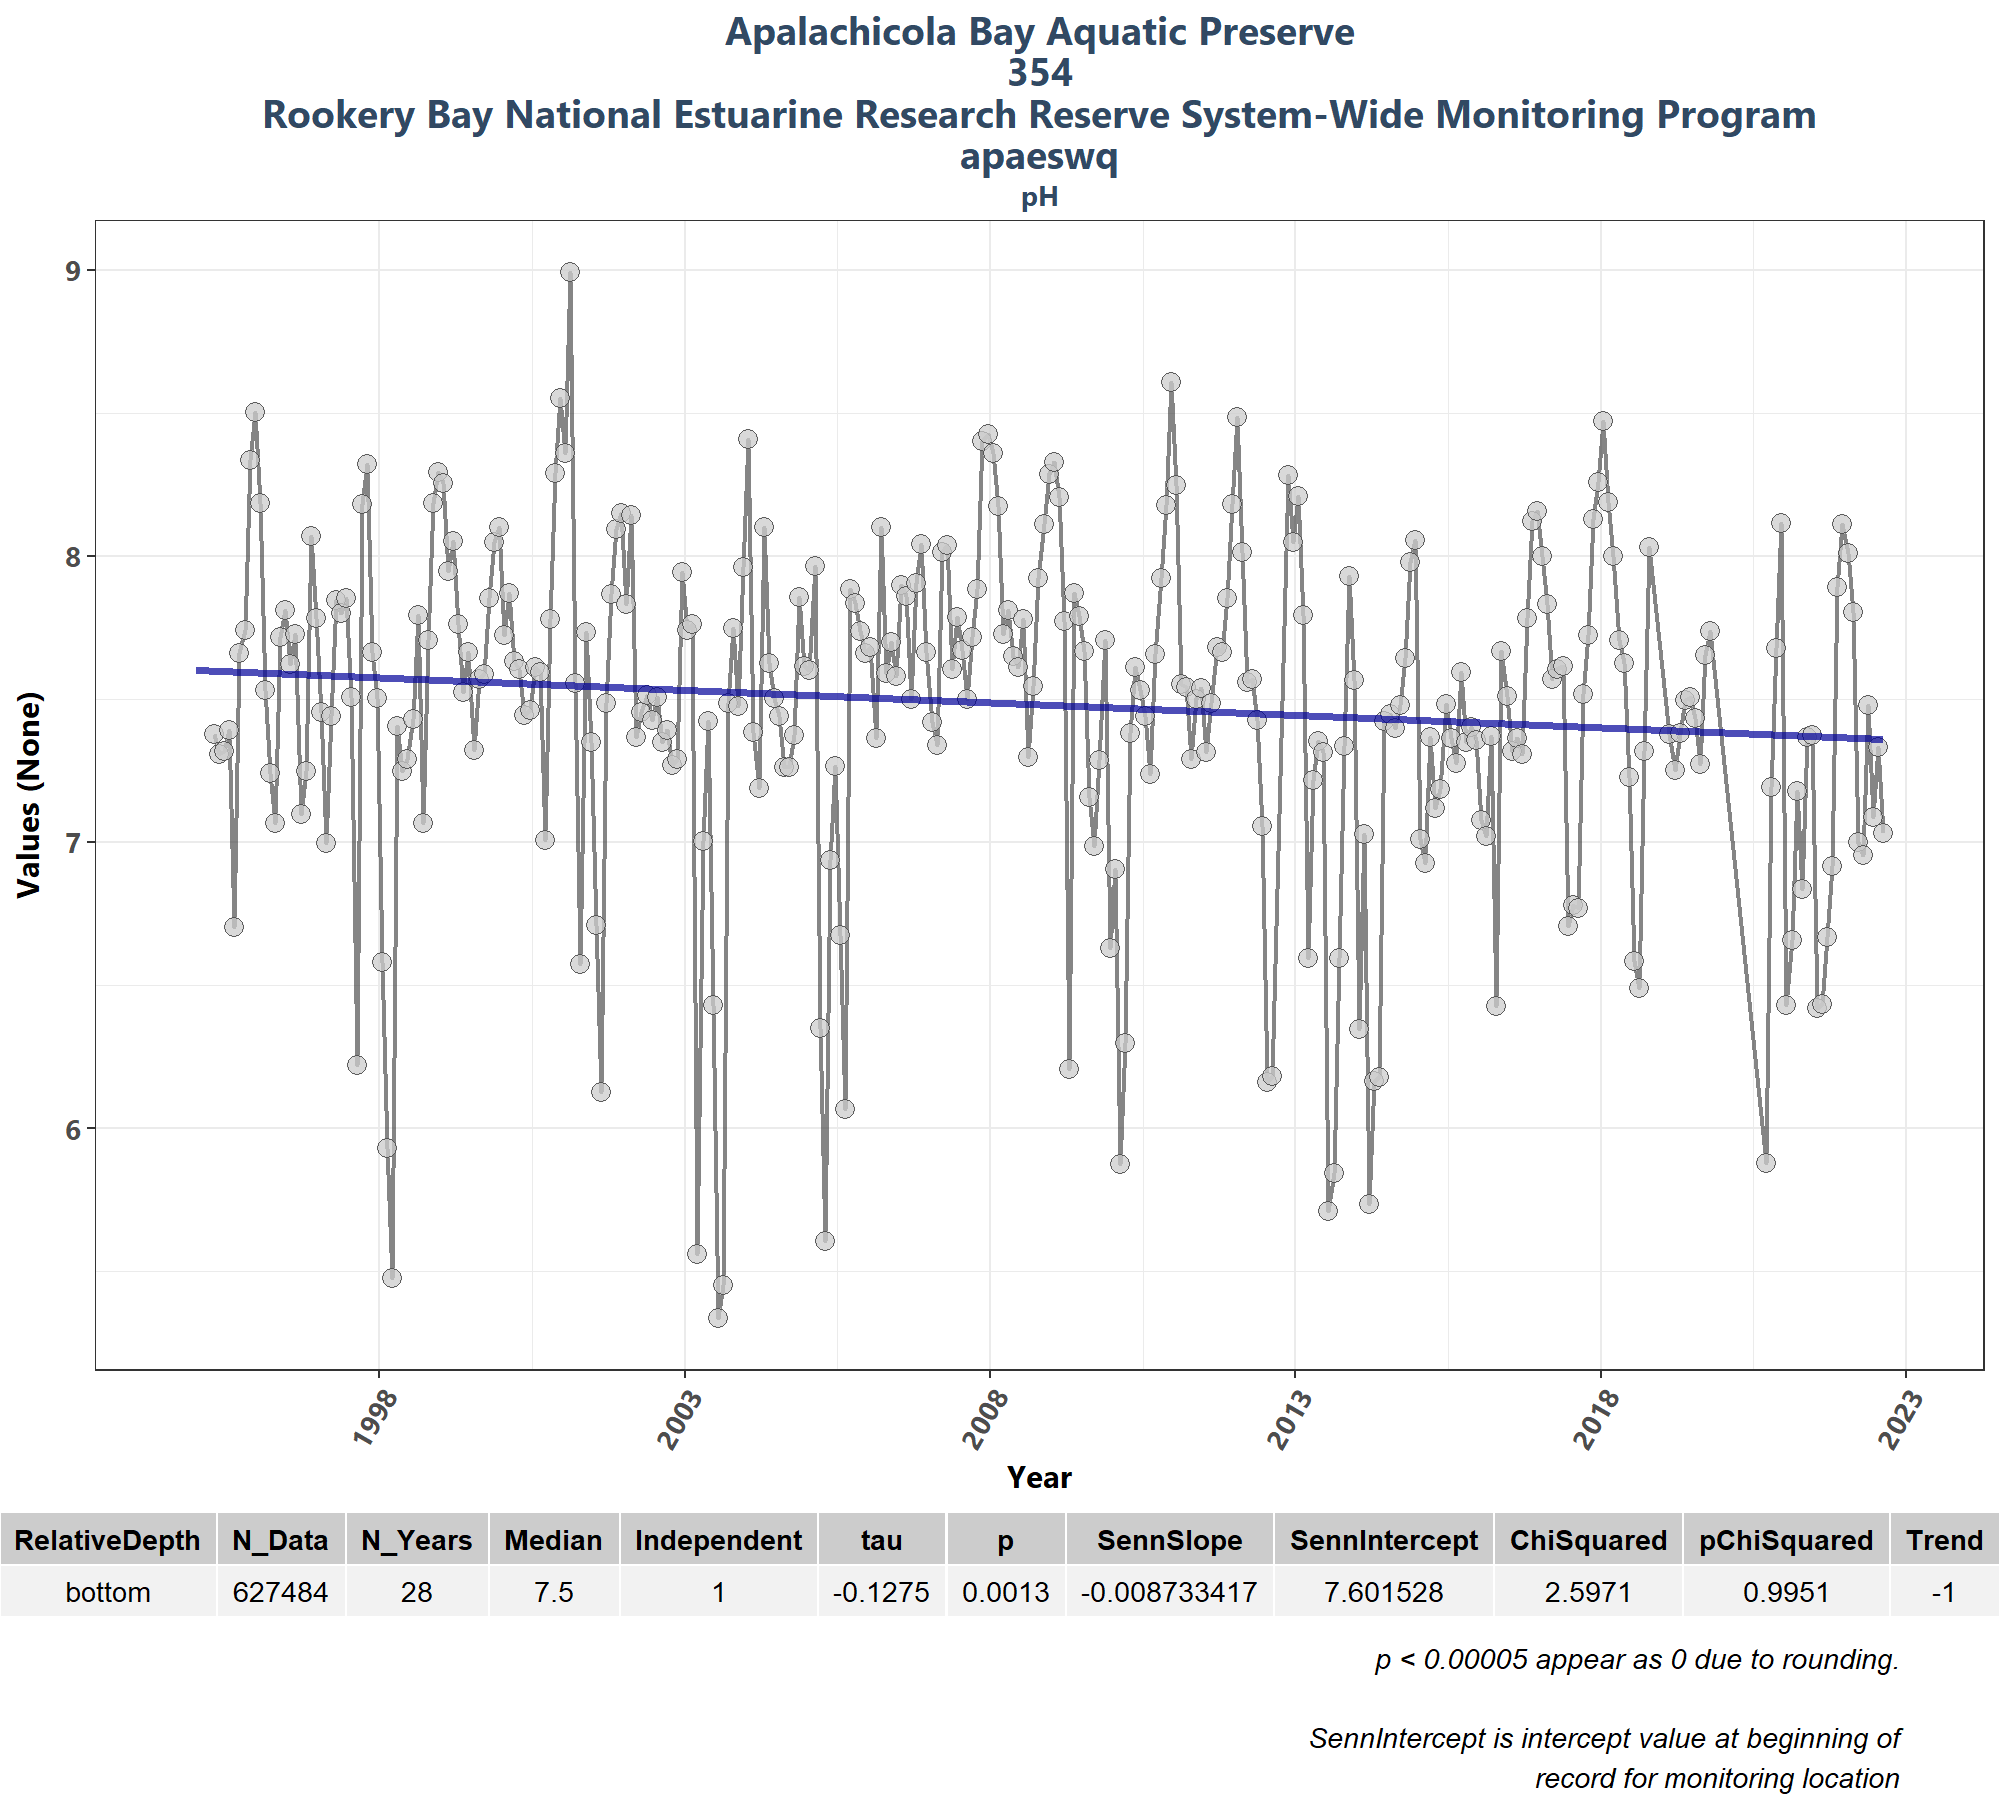 Apalachicola Bay Aquatic Preserve
354
Rookery Bay National Estuarine Research Reserve System-Wide Monitoring Program
apaeswq
pH
Values (None)
9
8
7
6
1998 2003 2008 2013 2018 2023
Year
RelativeDepth N_Data N_Years Median Independent tau p SennSlope SennIntercept ChiSquared pChiSquared Trend
bottom 627484 28 7.5 1 -0.1275 0.0013 -0.008733417 7.601528 2.5971 0.9951 -1
p < 0.00005 appear as 0 due to rounding.
SennIntercept is intercept value at beginning of
record for monitoring location